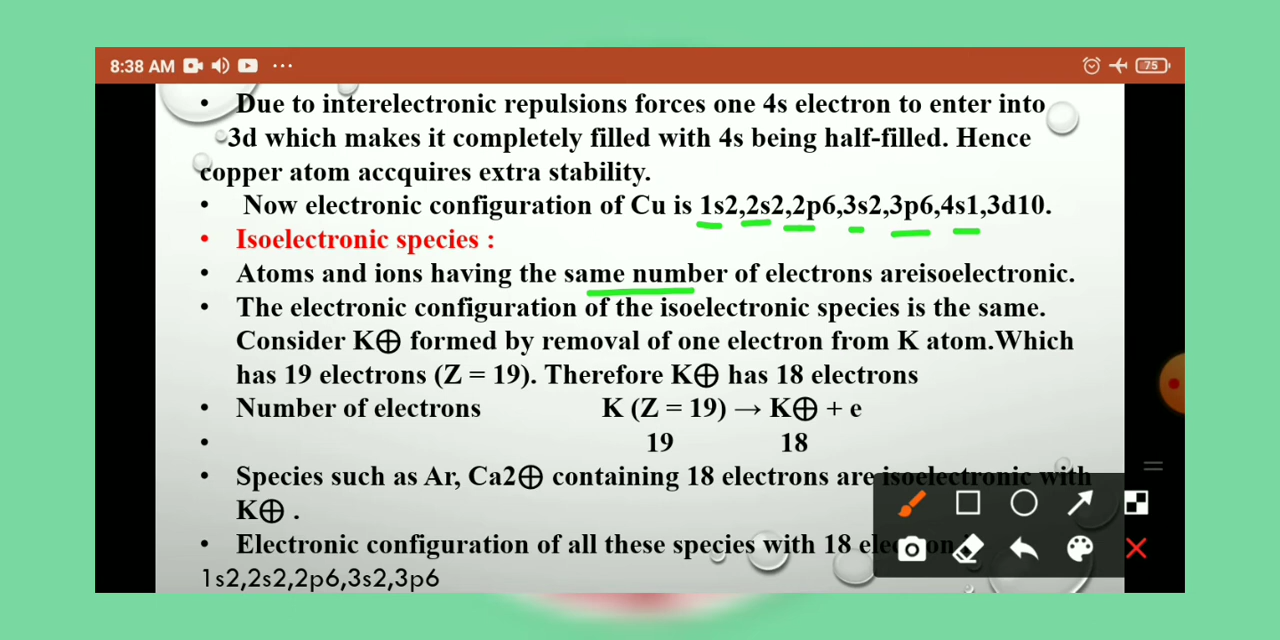 8:38 AM ...
75
• Due to interelectronic repulsions forces one 4s electron to enter into
3d which makes it completely filled with 4s being half-filled. Hence
copper atom accquires extra stability.
• Now electronic configuration of Cu is 1s2,2s2,2p6,3s2,3p6,4s1,3d10.
• Isoelectronic species :
• Atoms and ions having the same number of electrons areisoelectronic.
• The electronic configuration of the isoelectronic species is the same.
Consider K⊕ formed by removal of one electron from K atom.Which
has 19 electrons (Z = 19). Therefore K⊕ has 18 electrons
• Number of electrons K (Z = 19) → K⊕ + e
• 19 18
• Species such as Ar, Ca2⊕ containing 18 electrons are isoelectronic with
K⊕ .
• Electronic configuration of all these species with 18 electron
1s2,2s2,2p6,3s2,3p6